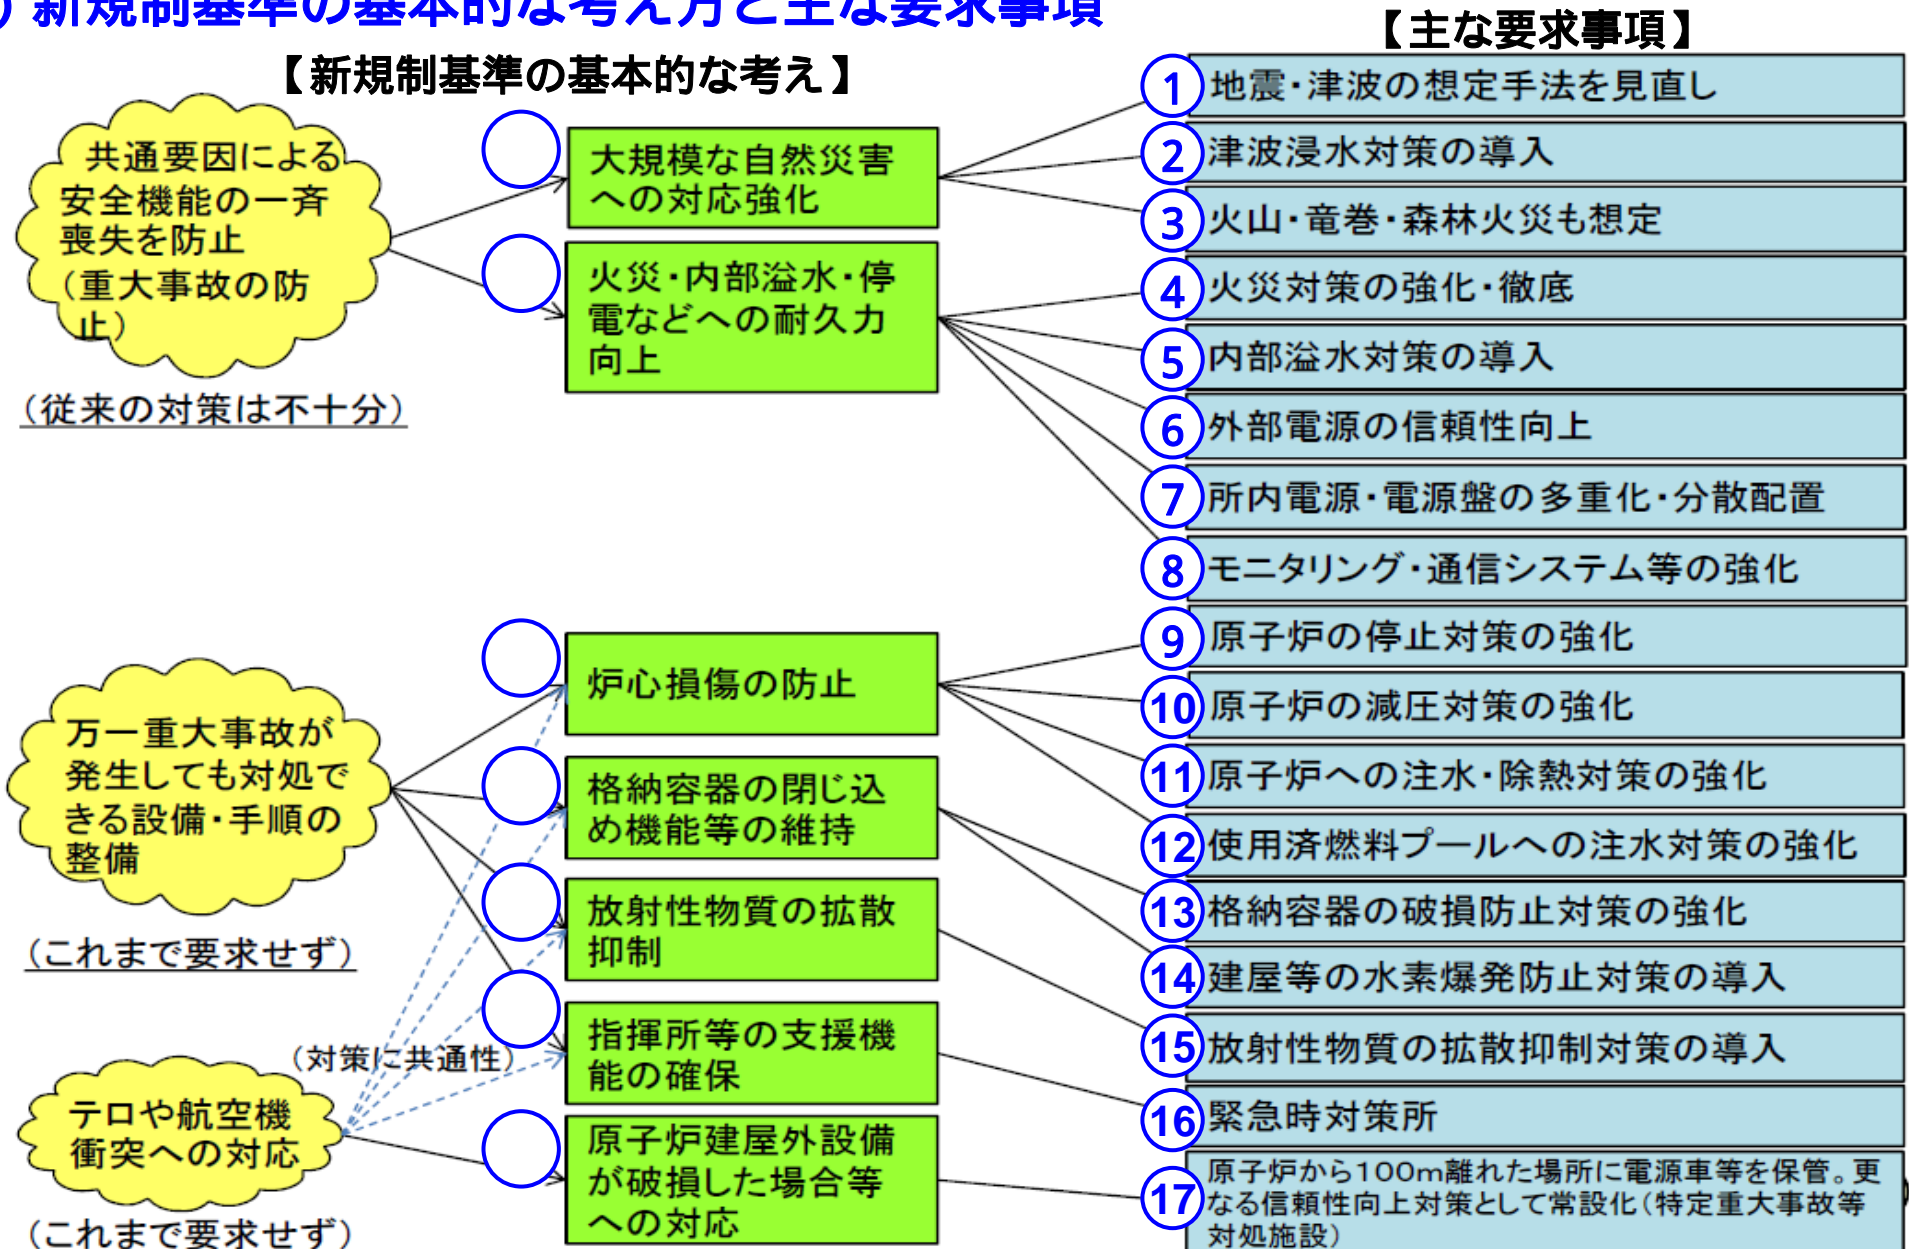 ) 新規制基準の基本的な考え方と主な要求事項
【新規制基準の基本的な考え】
【主な要求事項】
共通要因による
安全機能の一斉
喪失を防止
(重大事故の防
止)
(従来の対策は不十分)
大規模な自然災害
への対応強化
火災・内部溢水・停
電などへの耐久力
向上
1 地震・津波の想定手法を見直し
2 津波浸水対策の導入
3 火山・竜巻・森林火災も想定
4 火災対策の強化・徹底
5 内部溢水対策の導入
6 外部電源の信頼性向上
7 所内電源・電源盤の多重化・分散配置
8 モニタリング・通信システム等の強化
万一重大事故が
発生しても対処で
きる設備・手順の
整備
(これまで要求せず)
炉心損傷の防止
格納容器の閉じ込
め機能等の維持
放射性物質の拡散
抑制
指揮所等の支援機
能の確保
9 原子炉の停止対策の強化
10 原子炉の減圧対策の強化
11 原子炉への注水・除熱対策の強化
12 使用済燃料プールへの注水対策の強化
13 格納容器の破損防止対策の強化
14 建屋等の水素爆発防止対策の導入
15 放射性物質の拡散抑制対策の導入
16 緊急時対策所
(対策に共通性)
テロや航空機
衝突への対応
(これまで要求せず)
原子炉建屋外設備
が破損した場合等
への対応
17 原子炉から100m離れた場所に電源車等を保管。更
なる信頼性向上対策として常設化(特定重大事故等
対処施設)